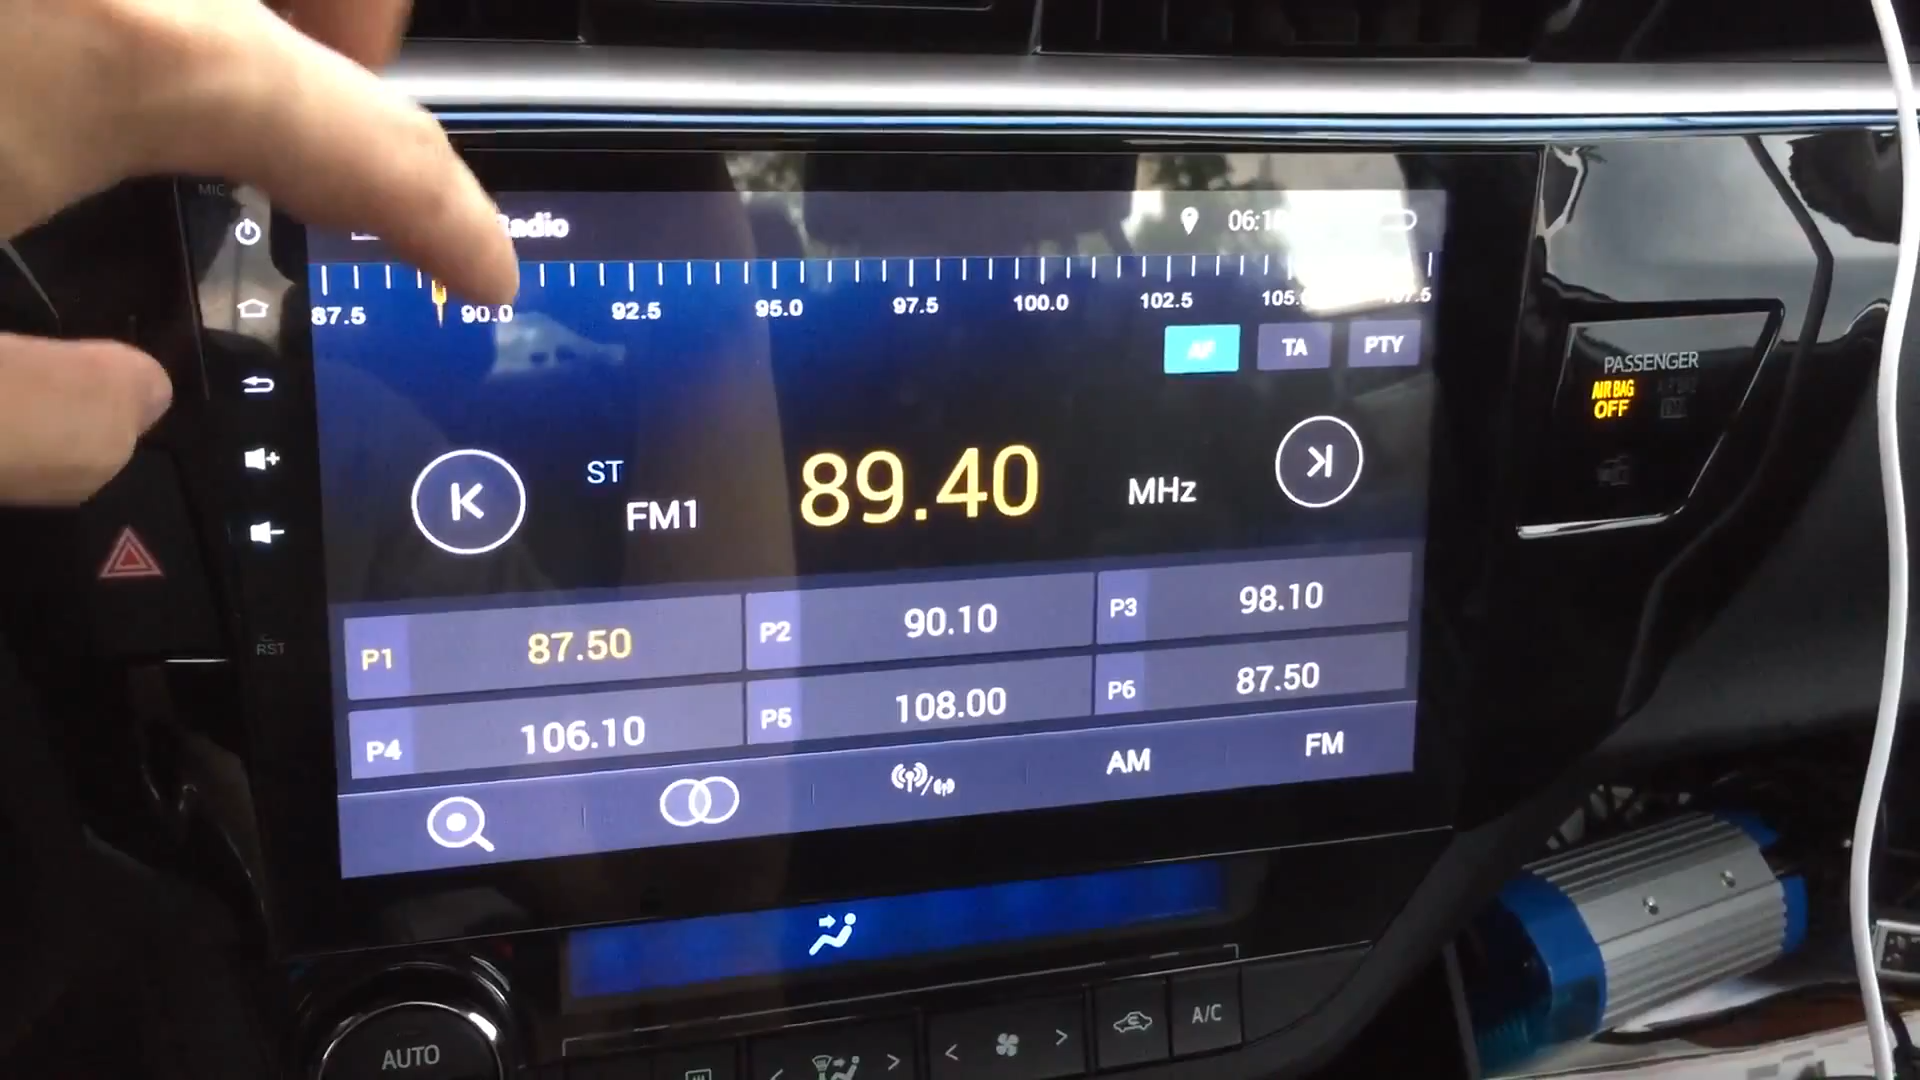 MIC
Radio
87.5 90.0 92.5 95.0 97.5 100.0 102.5
AF TA PTY
PASSENGER
AIR BAG
OFF
ST
FM1 89.40 MHz
RST
P1 87.50 P2 90.10 P3 98.10
P4 106.10 P5 108.00 P6 87.50
AM FM
AUTO
A/C